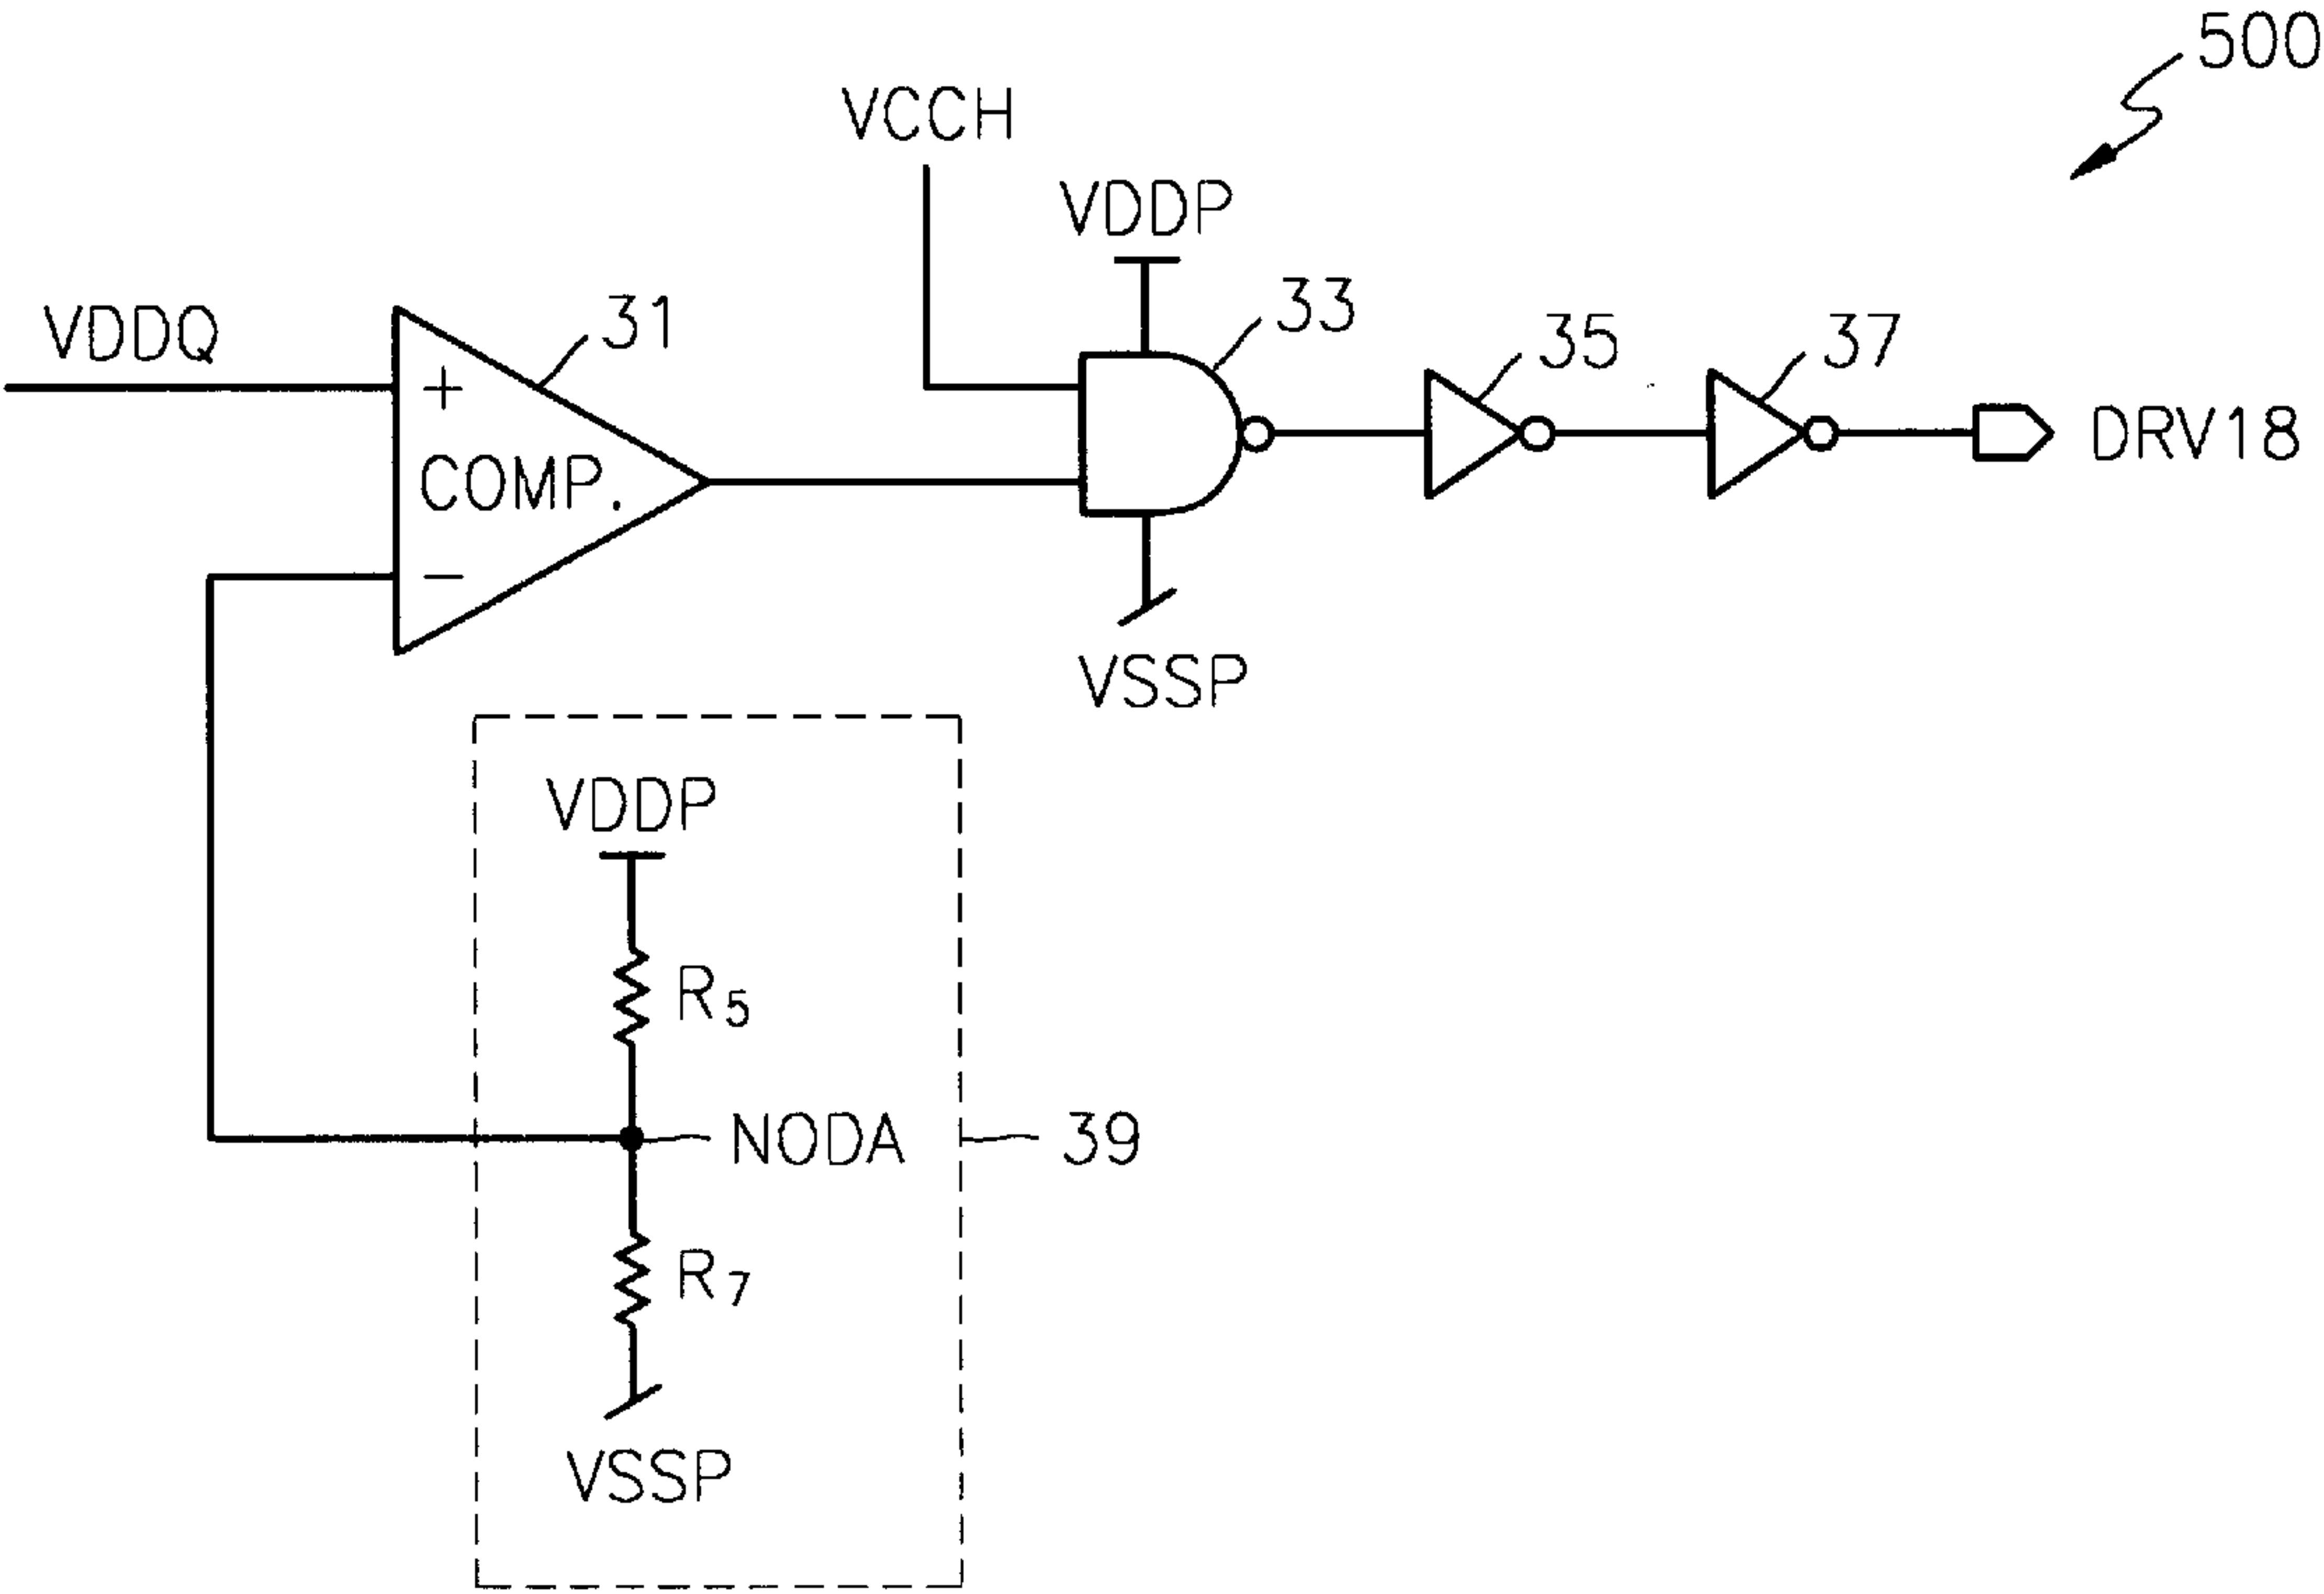 500
VCCH
VDDP
33
31
VDDQ
35
37
+
COMP.
−
DRV18
VSSP
VDDP
R5
NODA
39
R7
VSSP